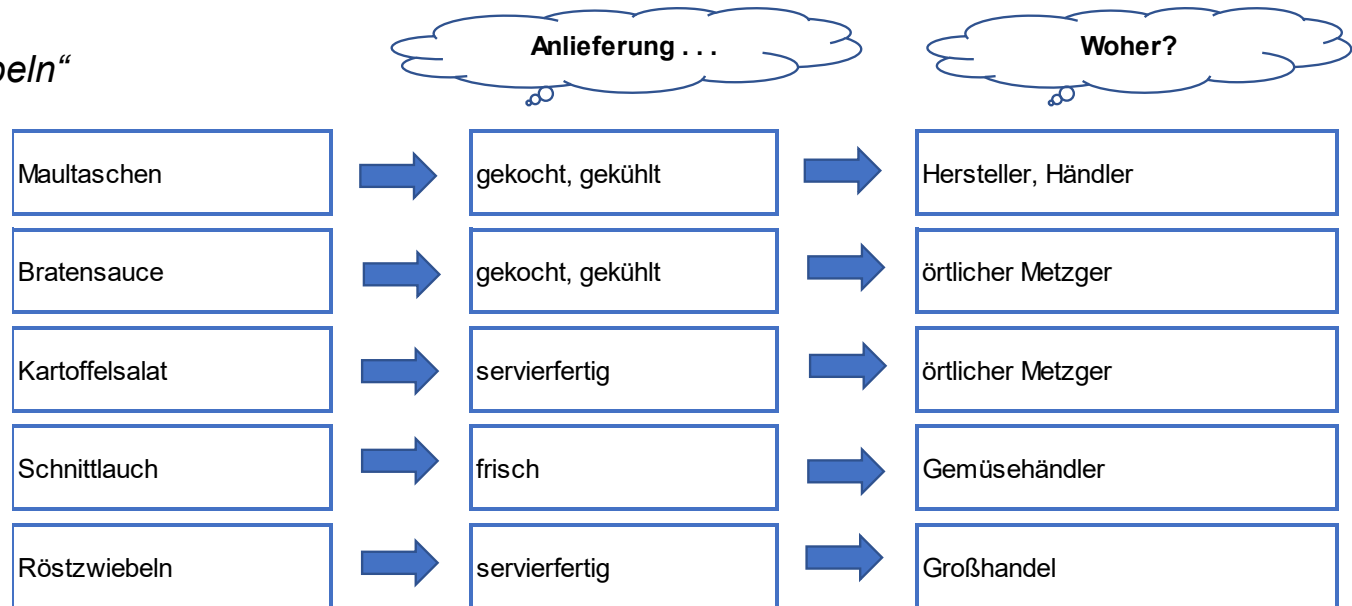 Anlieferung . . .
Woher?
beln“
Maultaschen
gekocht, gekühlt
Hersteller, Händler
Bratensauce
gekocht, gekühlt
örtlicher Metzger
Kartoffelsalat
servierfertig
örtlicher Metzger
Schnittlauch
frisch
Gemüsehändler
Röstzwiebeln
servierfertig
Großhandel